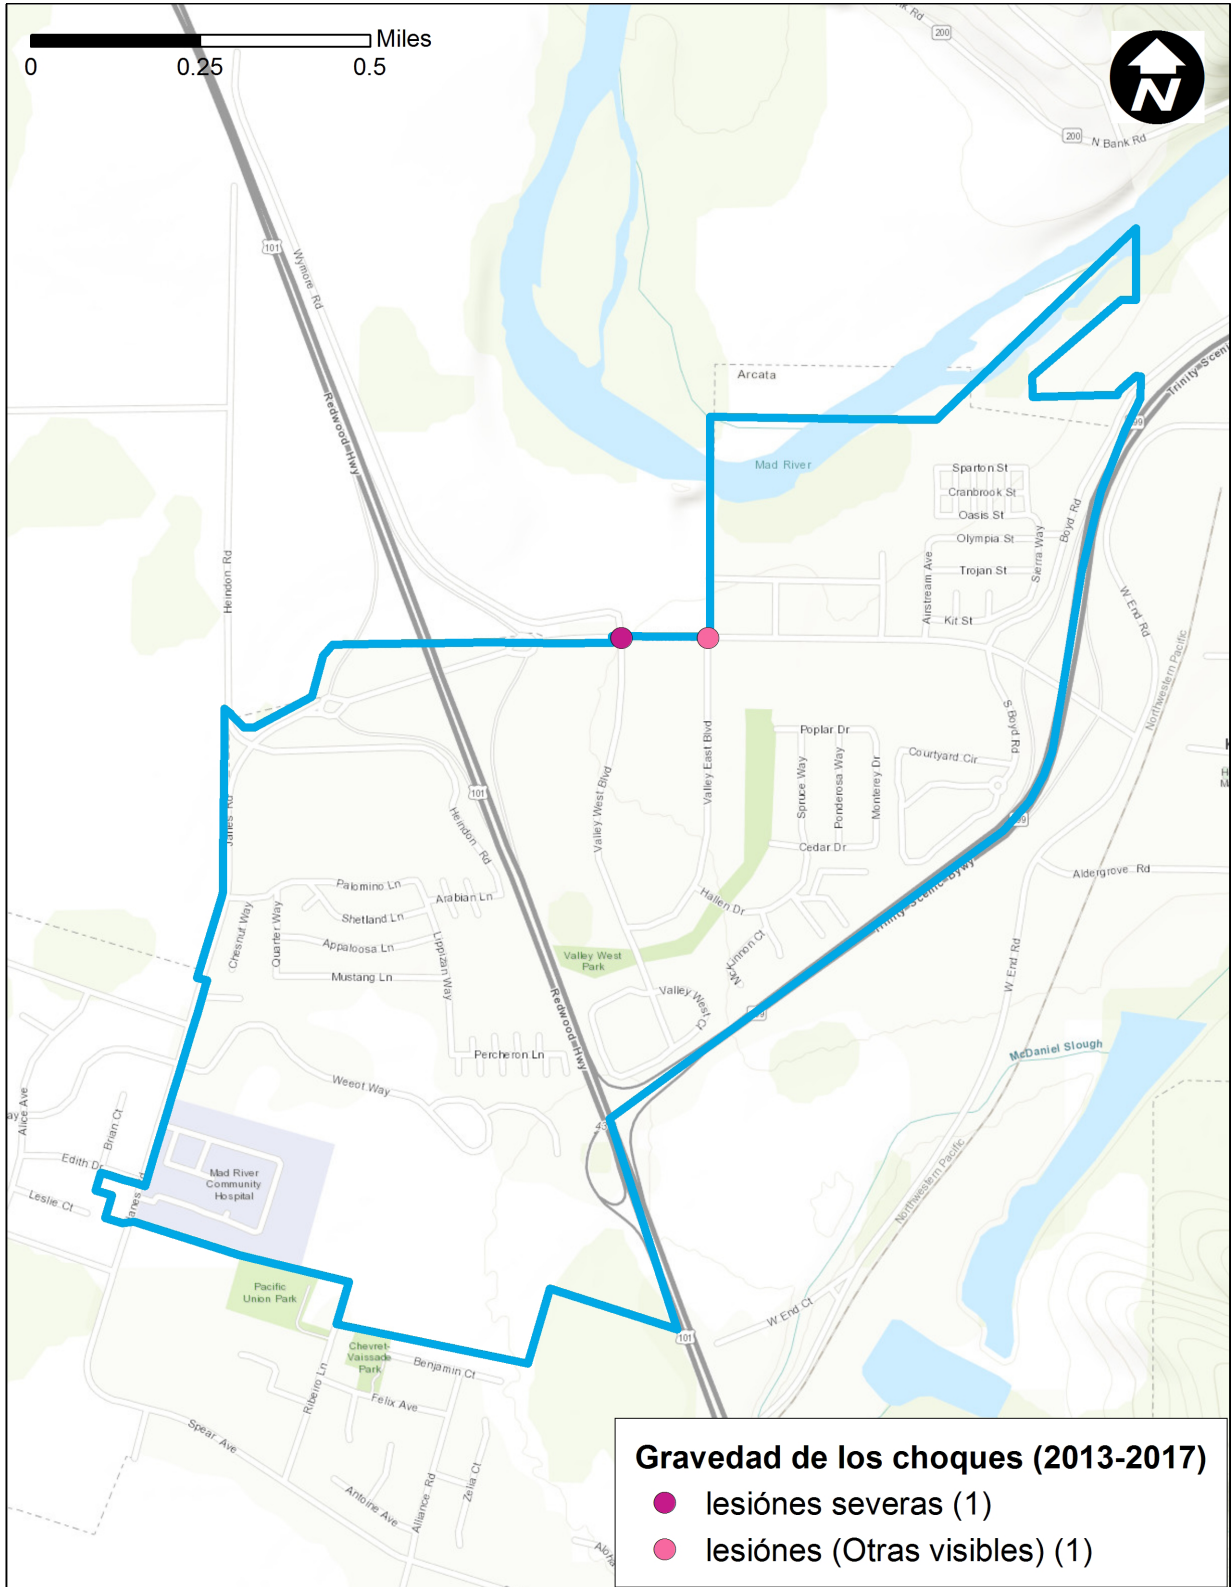 Miles
0
0.25
0.5
N
nk Rd
200
200
N Bank Rd
101
Wymore Rd
Redwood Hwy
Arcata
Trinity Sceni
Mad River
Sparton St
Cranbrook St
Oasis St
Olympia St
Trojan St
Kit St
Airstream Ave
Sierra Way
Boyd Rd
W End Rd
Northwestern Pacific
Heindon Rd
S Boyd Rd
Poplar Dr
Courtyard Cir
Spruce Way
Ponderosa Way
Monterey Dr
Cedar Dr
Valley East Blvd
Valley West Blvd
101
Janes Rd
Heindon Rd
Aldergrove Rd
Palomino Ln
Arabian Ln
Shetland Ln
Appaloosa Ln
Mustang Ln
Chesnut Way
Quarter Way
Lippizan Way
Hallen Dr
McKinnon Ct
Trinity Scenic Bywy
Valley West
Park
Valley West Ct
W End Rd
Redwood Hwy
Percheron Ln
Weeot Way
McDaniel Slough
ay
Alice Ave
Brian Ct
Edith Dr
Leslie Ct
Mad River
Community
Hospital
43
Northwestern Pacific
Pacific
Union Park
Chevret-
Vaissade
Park
Benjamin Ct
Felix Ave
Ribeiro Ln
101
W End Ct
Spear Ave
Antoine Ave
Alliance Rd
Zelia Ct
Aloha
Gravedad de los choques (2013-2017)
lesiónes severas (1)
lesiónes (Otras visibles) (1)